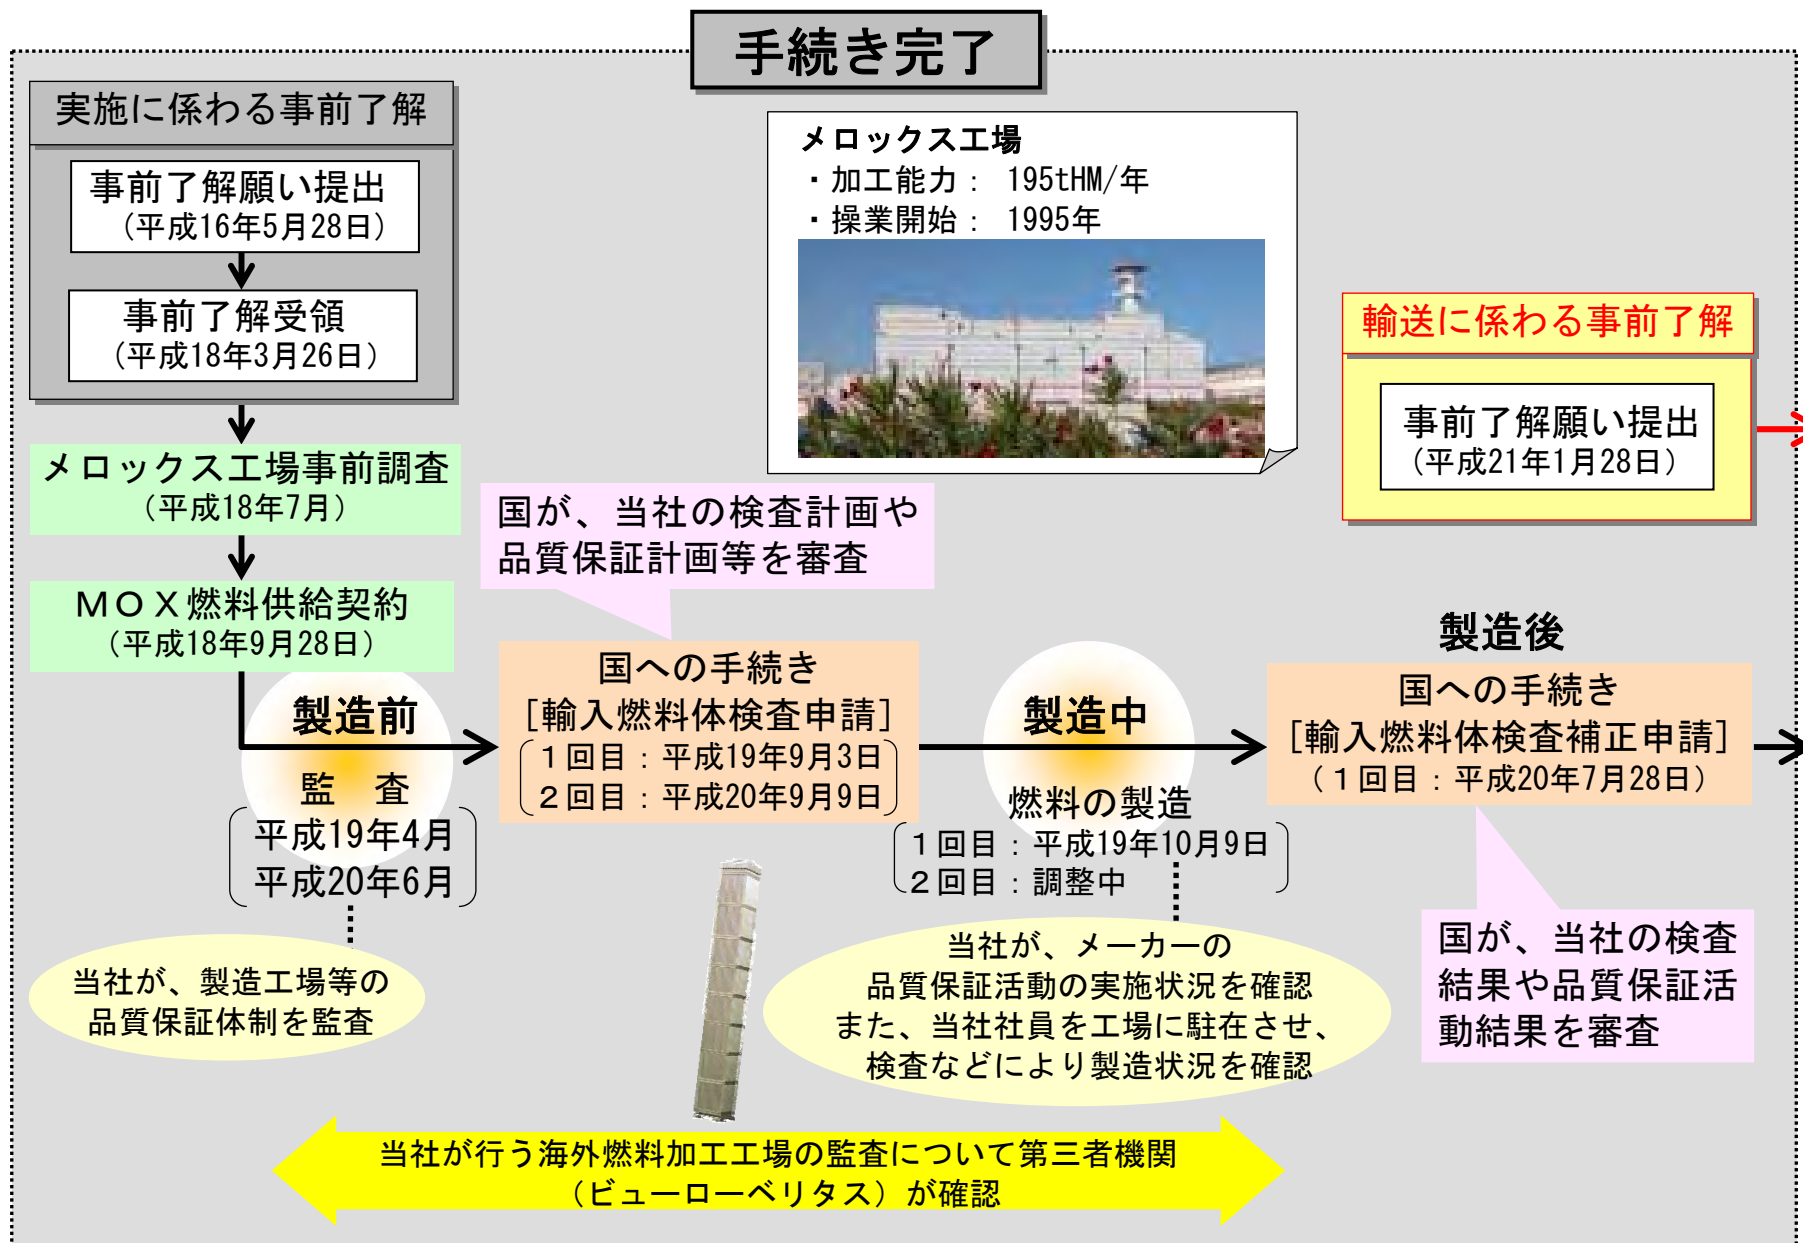 手続き完了
実施に係わる事前了解
事前了解願い提出
（平成16年5月28日）
事前了解受領
（平成18年3月26日）
メロックス工場事前調査
（平成18年7月）
ＭＯＸ燃料供給契約
（平成18年9月28日）
メロックス工場
・加工能力： 195tHM/年
・操業開始： 1995年
輸送に係わる事前了解
事前了解願い提出
（平成21年1月28日）
国が、当社の検査計画や
品質保証計画等を審査
製造前
監　査
平成19年4月
平成20年6月
当社が、製造工場等の
品質保証体制を監査
国への手続き
［輸入燃料体検査申請］
１回目：平成19年9月3日
２回目：平成20年9月9日
製造中
燃料の製造
１回目：平成19年10月9日
２回目：調整中
当社が、メーカーの
品質保証活動の実施状況を確認
また、当社社員を工場に駐在させ、
検査などにより製造状況を確認
製造後
国への手続き
［輸入燃料体検査補正申請］
（１回目：平成20年7月28日）
国が、当社の検査
結果や品質保証活
動結果を審査
当社が行う海外燃料加工工場の監査について第三者機関
（ビューローベリタス）が確認